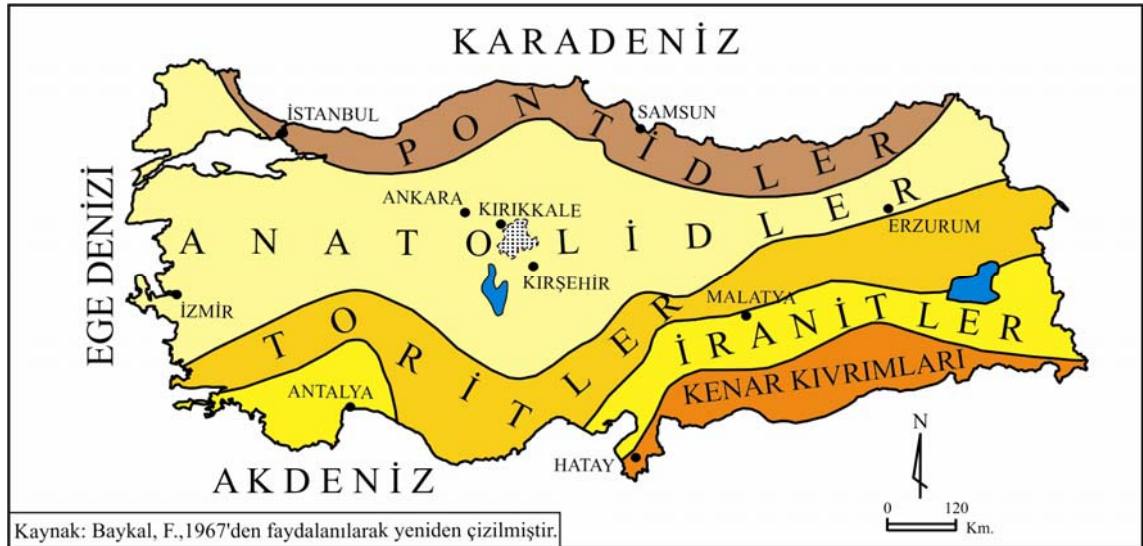 KARADENİZ
İSTANBUL
SAMSUN
PONTİDLER
ANKARA
KIRIKKALE
ANATOLİDLER
ERZURUM
EGE DENİZİ
KIRŞEHİR
İZMİR
MALATYA
TORİTLER
İRANİTLER
KENAR KIVRIMLARI
ANTALYA
HATAY
N
AKDENİZ
0 120
Km.
Kaynak: Baykal, F.,1967'den faydalanılarak yeniden çizilmiştir.